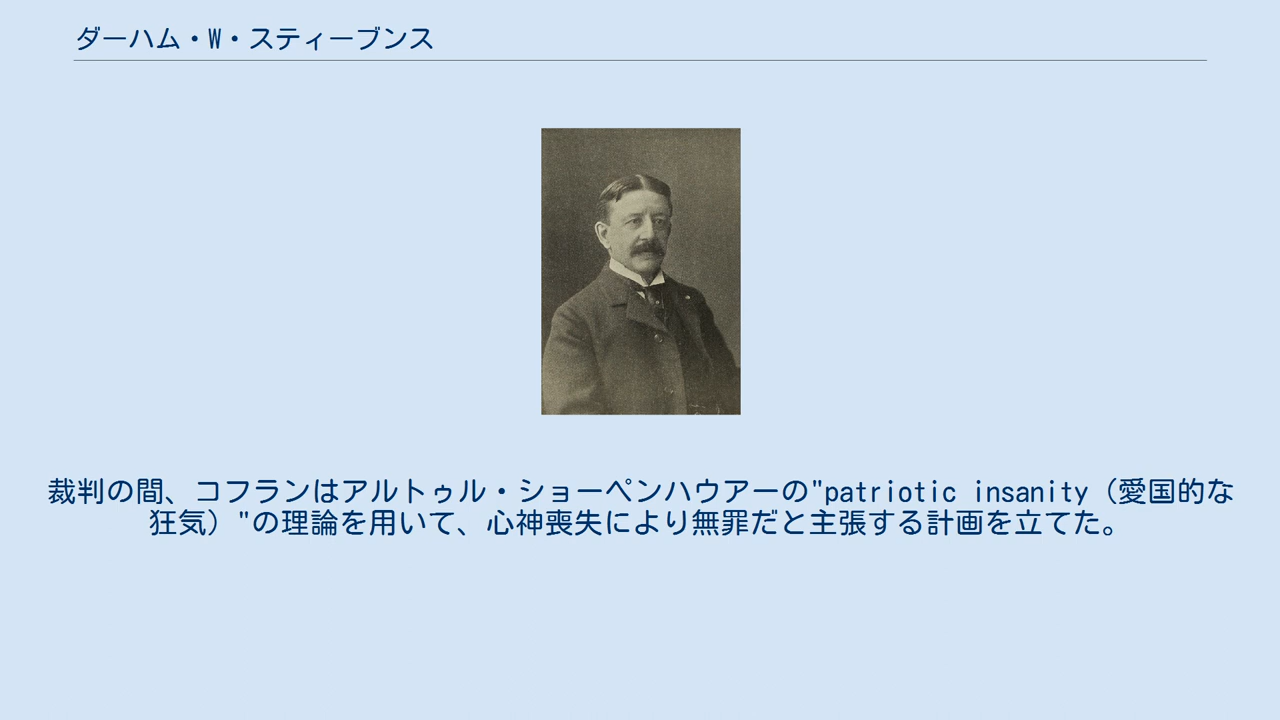 ダーハム・W・スティーブンス
裁判の間、コフランはアルトゥル・ショーペンハウアーの"patriotic insanity（愛国的な
狂気）"の理論を用いて、心神喪失により無罪だと主張する計画を立てた。